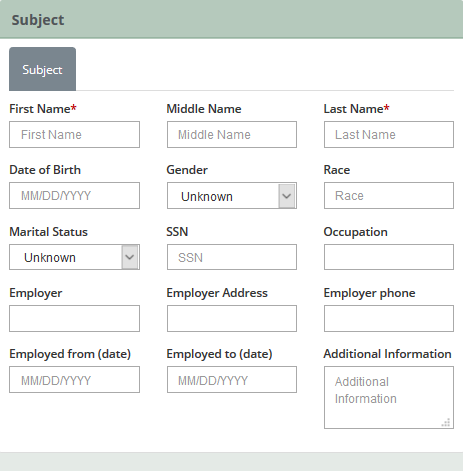 Subject
Subject
First Name* Middle Name Last Name*
First Name Middle Name Last Name
Date of Birth Gender Race
MM/DD/YYYY Unknown Race
Marital Status SSN Occupation
Unknown SSN
Employer Employer Address Employer phone
Employed from (date) Employed to (date) Additional Information
MM/DD/YYYY MM/DD/YYYY Additional
Information